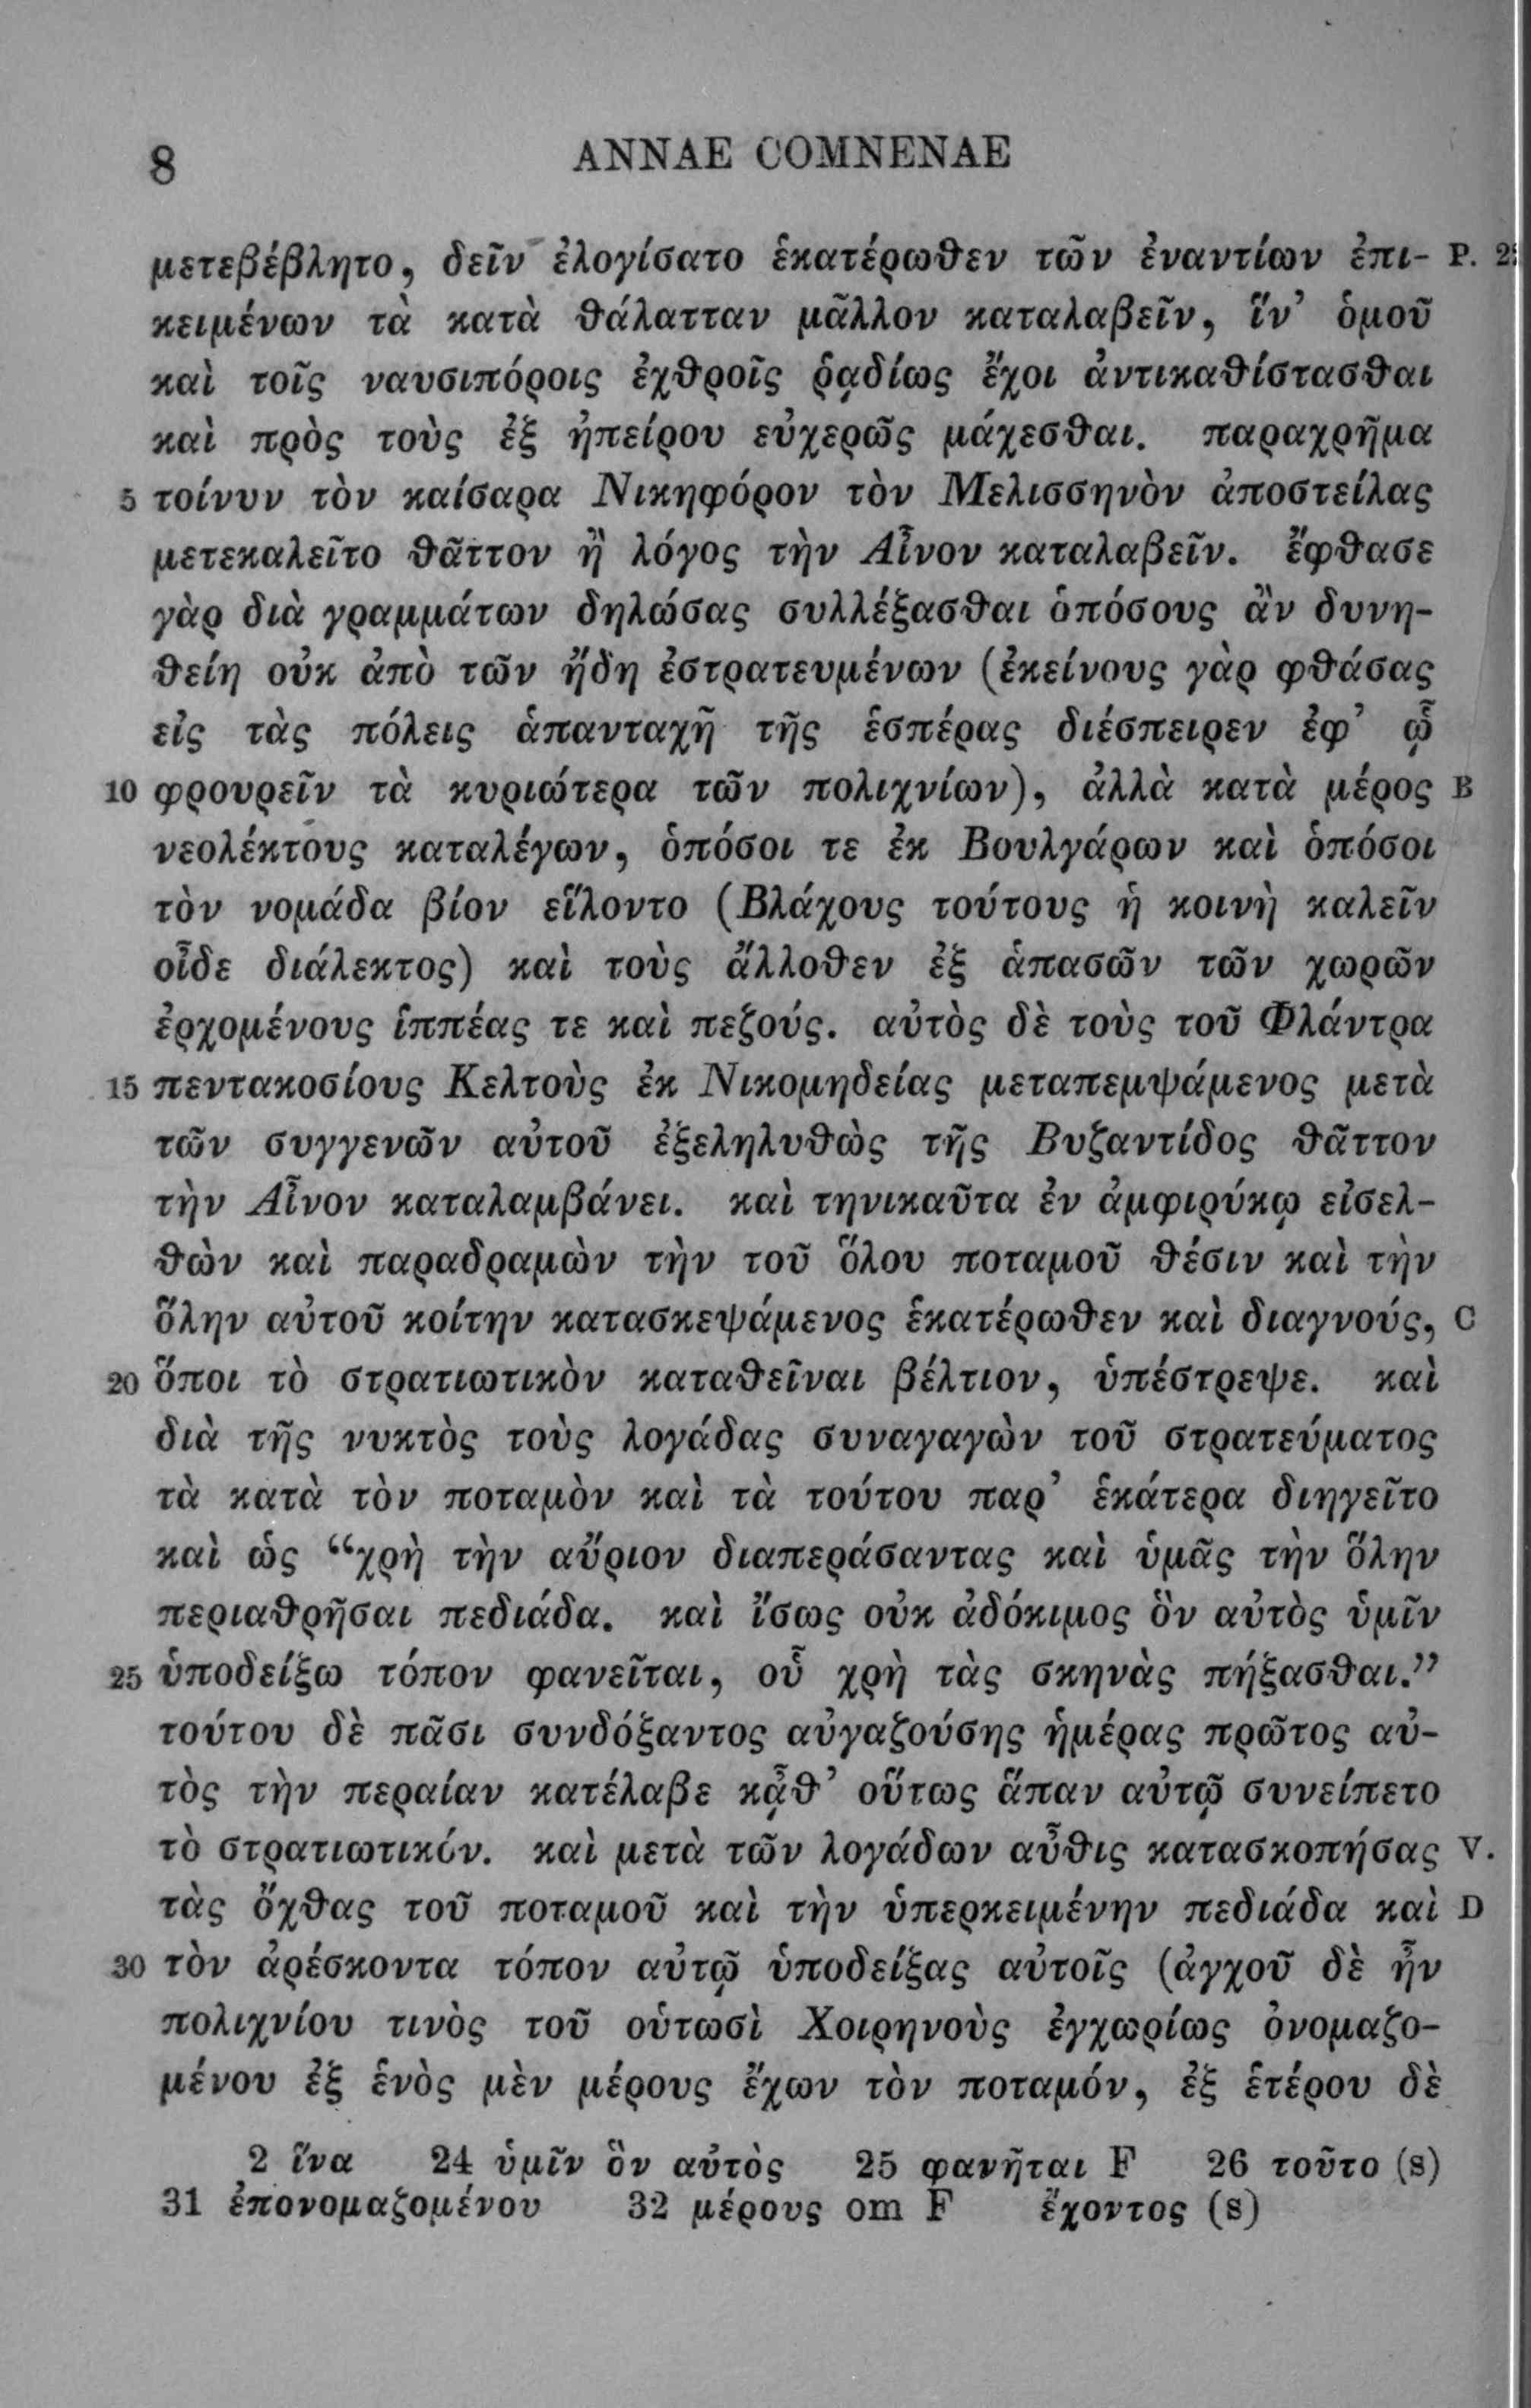 8 ANNAE COMNENAE
μετεβέβλητο, δεῖν ἐλογίσατο ἑκατέρωθεν τῶν ἐναντίων ἐπι- P.
κειμένων τὰ κατὰ θάλατταν μᾶλλον καταλαβεῖν, ἵν’ ὁμοῦ
καὶ τοῖς ναυσιπόροις ἐχθροῖς ῥᾳδίως ἔχοι ἀντικαθίστασθαι
καὶ πρὸς τοὺς ἐξ ἠπείρου εὐχερῶς μάχεσθαι. παραχρῆμα
5 τοίνυν τὸν καίσαρα Νικηφόρον τὸν Μελισσηνὸν ἀποστείλας
μετεκαλεῖτο θᾶττον ἢ λόγος τὴν Αἶνον καταλαβεῖν. ἔφθασε
γὰρ διὰ γραμμάτων δηλώσας συλλέξασθαι ὁπόσους ἂν δυνη-
θείη οὐκ ἀπὸ τῶν ἤδη ἐστρατευμένων (ἐκείνους γὰρ φθάσας
εἰς τὰς πόλεις ἁπανταχῆ τῆς ἑσπέρας διέσπειρεν ἐφ’ ᾧ
10 φρουρεῖν τὰ κυριώτερα τῶν πολιχνίων), ἀλλὰ κατὰ μέρος B
νεολέκτους καταλέγων, ὁπόσοι τε ἐκ Βουλγάρων καὶ ὁπόσοι
τὸν νομάδα βίον εἵλοντο (Βλάχους τούτους ἡ κοινὴ καλεῖν
οἶδε διάλεκτος) καὶ τοὺς ἄλλοθεν ἐξ ἁπασῶν τῶν χωρῶν
ἐρχομένους ἱππέας τε καὶ πεζούς. αὐτὸς δὲ τοὺς τοῦ Φλάντρα
15 πεντακοσίους Κελτοὺς ἐκ Νικομηδείας μεταπεμψάμενος μετὰ
τῶν συγγενῶν αὐτοῦ ἐξεληλυθὼς τῆς Βυζαντίδος θᾶττον
τὴν Αἶνον καταλαμβάνει. καὶ τηνικαῦτα ἐν ἀμφιρύκῳ εἰσελ-
θὼν καὶ παραδραμὼν τὴν τοῦ ὅλου ποταμοῦ θέσιν καὶ τὴν
ὅλην αὐτοῦ κοίτην κατασκεψάμενος ἑκατέρωθεν καὶ διαγνούς, C
20 ὅποι τὸ στρατιωτικὸν καταθεῖναι βέλτιον, ὑπέστρεψε. καὶ
διὰ τῆς νυκτὸς τοὺς λογάδας συναγαγὼν τοῦ στρατεύματος
τὰ κατὰ τὸν ποταμὸν καὶ τὰ τούτου παρ’ ἑκάτερα διηγεῖτο
καὶ ὡς “χρὴ τὴν αὔριον διαπεράσαντας καὶ ὑμᾶς τὴν ὅλην
περιαθρῆσαι πεδιάδα. καὶ ἴσως οὐκ ἀδόκιμος ὃν αὐτὸς ὑμῖν
25 ὑποδείξω τόπον φανεῖται, οὗ χρὴ τὰς σκηνὰς πήξασθαι.”
τούτου δὲ πᾶσι συνδόξαντος αὐγαζούσης ἡμέρας πρῶτος αὐ-
τὸς τὴν περαίαν κατέλαβε κᾆθ’ οὕτως ἅπαν αὐτῷ συνείπετο
τὸ στρατιωτικόν. καὶ μετὰ τῶν λογάδων αὖθις κατασκοπήσας V.
τὰς ὄχθας τοῦ ποταμοῦ καὶ τὴν ὑπερκειμένην πεδιάδα καὶ D
30 τὸν ἀρέσκοντα τόπον αὐτῷ ὑποδείξας αὐτοῖς (ἀγχοῦ δὲ ἦν
πολιχνίου τινὸς τοῦ οὑτωσὶ Χοιρηνοὺς ἐγχωρίως ὀνομαζο-
μένου ἐξ ἑνὸς μὲν μέρους ἔχων τὸν ποταμόν, ἐξ ἑτέρου δὲ
2 ἵνα 24 ὑμῖν ὃν αὐτὸς 25 φανῆται F 26 τοῦτο (s)
31 ἐπονομαζομένου 32 μέρους om F ἔχοντος (s)